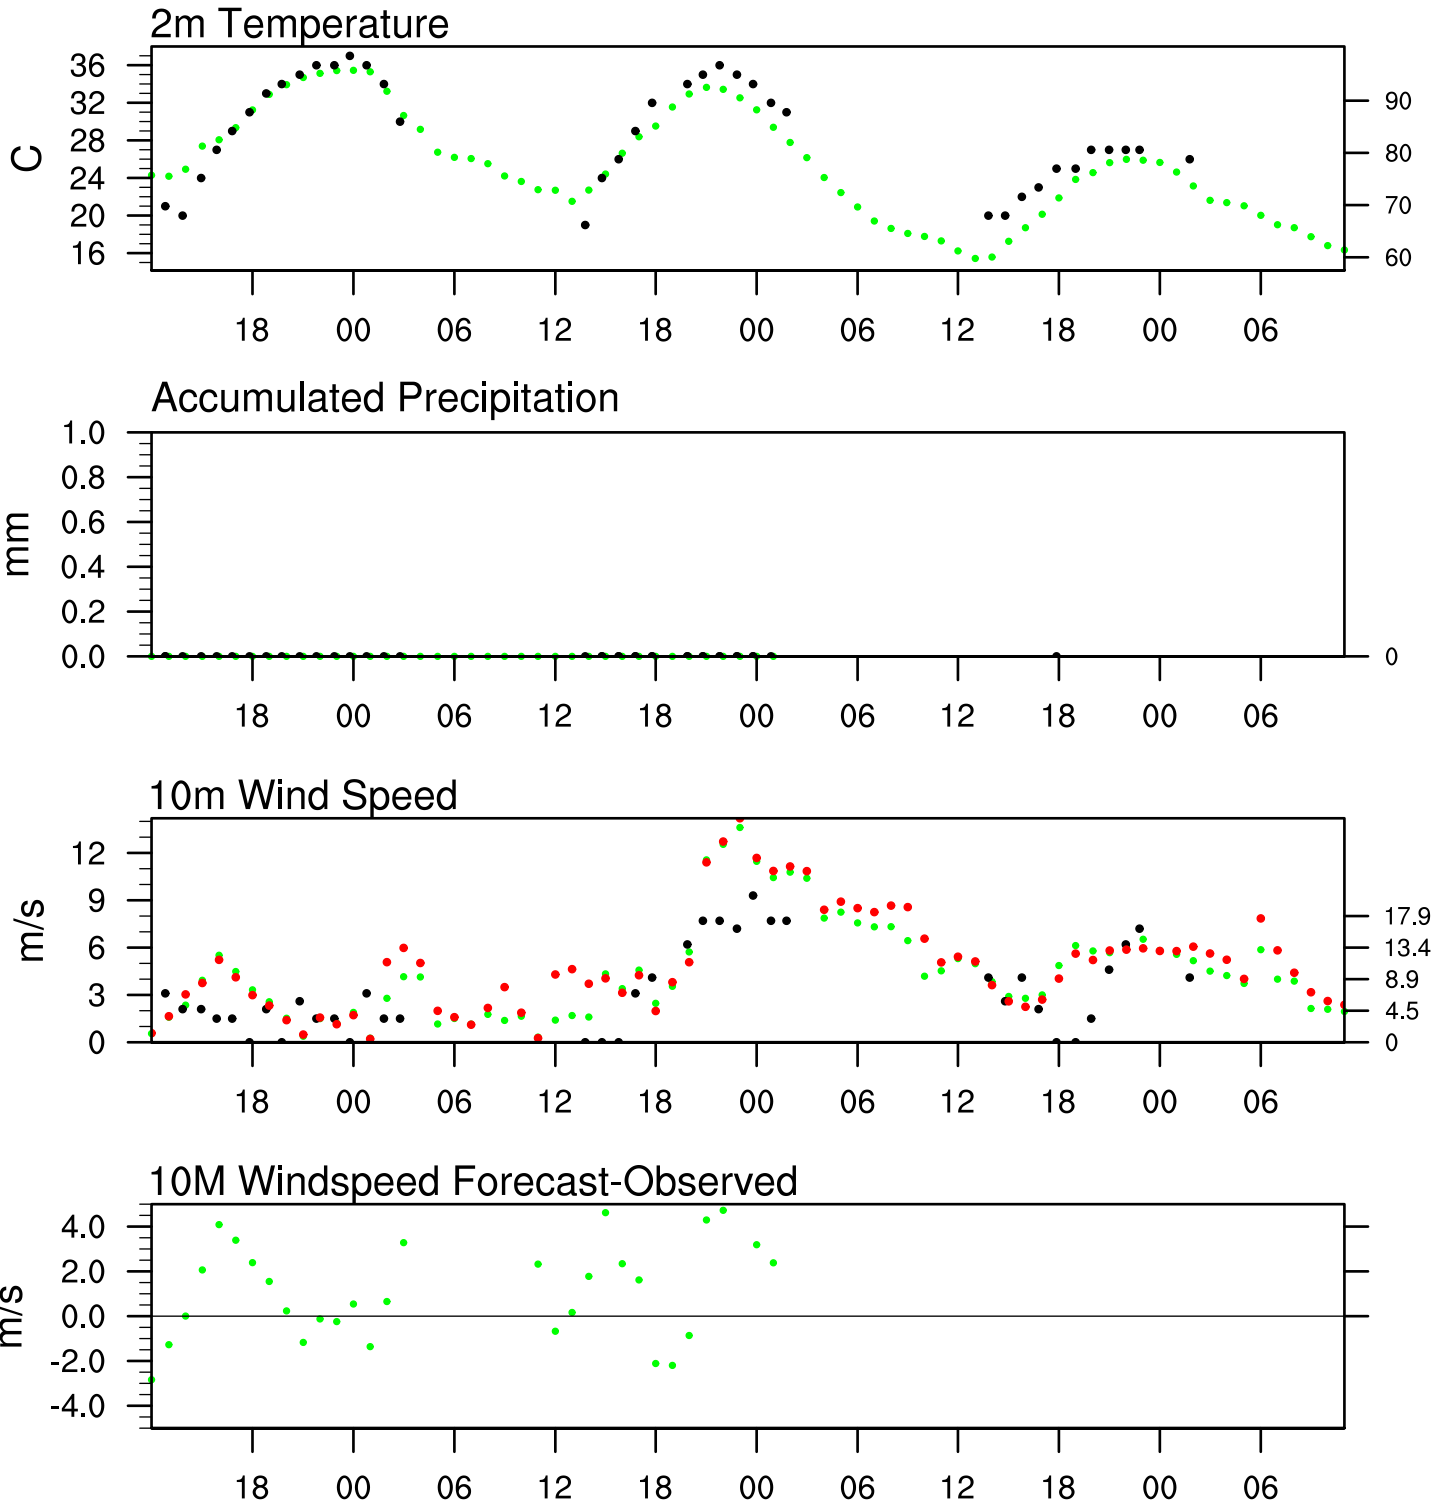 2m Temperature
C
36
32
28
24
20
16
90
80
70
60
18 00 06 12 18 00 06 12 18 00 06
Accumulated Precipitation
mm
1.0
0.8
0.6
0.4
0.2
0.0
0
18 00 06 12 18 00 06 12 18 00 06
10m Wind Speed
m/s
12
9
6
3
0
17.9
13.4
8.9
4.5
0
18 00 06 12 18 00 06 12 18 00 06
10M Windspeed Forecast-Observed
m/s
4.0
2.0
0.0
-2.0
-4.0
18 00 06 12 18 00 06 12 18 00 06